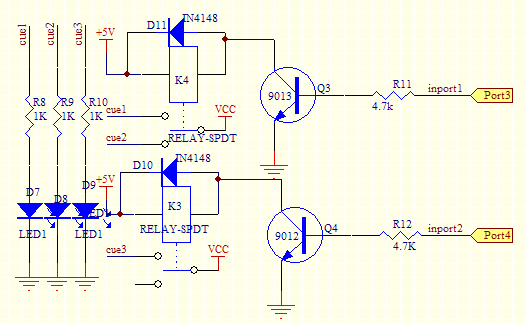 cue1
cue2
cue3
+5V
D11
IN4148
K4
cue1
cue2
VCC
RELAY-SPDT
9013
Q3
R11
4.7k
inport1
Port3
R8
1K
R9
1K
R10
1K
D7
D8
D9
LED1
LED1
+5V
D10
IN4148
K3
RELAY-SPDT
cue3
VCC
9012
Q4
R12
4.7K
inport2
Port4